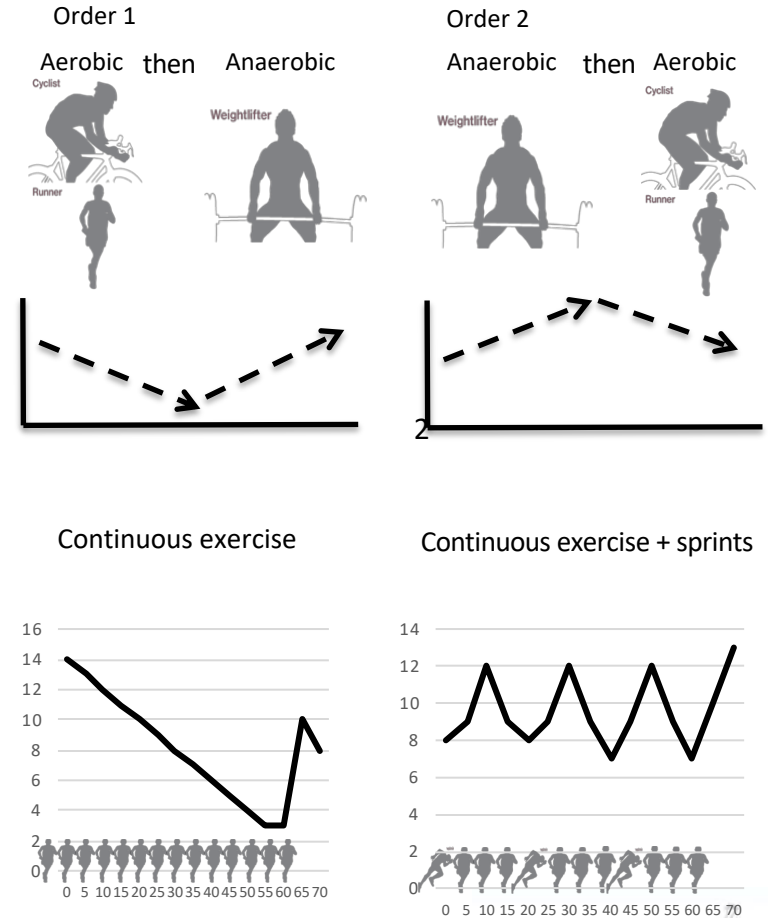 Order 1
Aerobic then Anaerobic
Cyclist
Weightlifter
Runner
Order 2
Anaerobic then Aerobic
Cyclist
Weightlifter
Runner
2
Continuous exercise
16
14
12
10
8
6
4
2
0
0 5 10 15 20 25 30 35 40 45 50 55 60 65 70
Continuous exercise + sprints
14
12
10
8
6
4
2
0
0 5 10 15 20 25 30 35 40 45 50 55 60 65 70